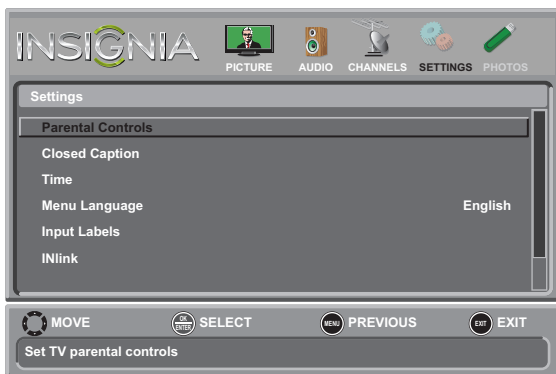 INSIGNIA
PICTURE AUDIO CHANNELS SETTINGS PHOTOS
Settings
Parental Controls
Closed Caption
Time
Menu Language English
Input Labels
INlink
MOVE OK ENTER SELECT MENU PREVIOUS EXIT EXIT
Set TV parental controls